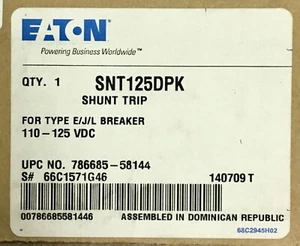 EATON
Powering Business Worldwide™
QTY. 1 SNT125DPK
SHUNT TRIP
FOR TYPE E/J/L BREAKER
110-125 VDC
UPC NO. 786685-58144
S# 66C1571G46 140709 T
00786685581446 ASSEMBLED IN DOMINICAN REPUBLIC
68C2945H02